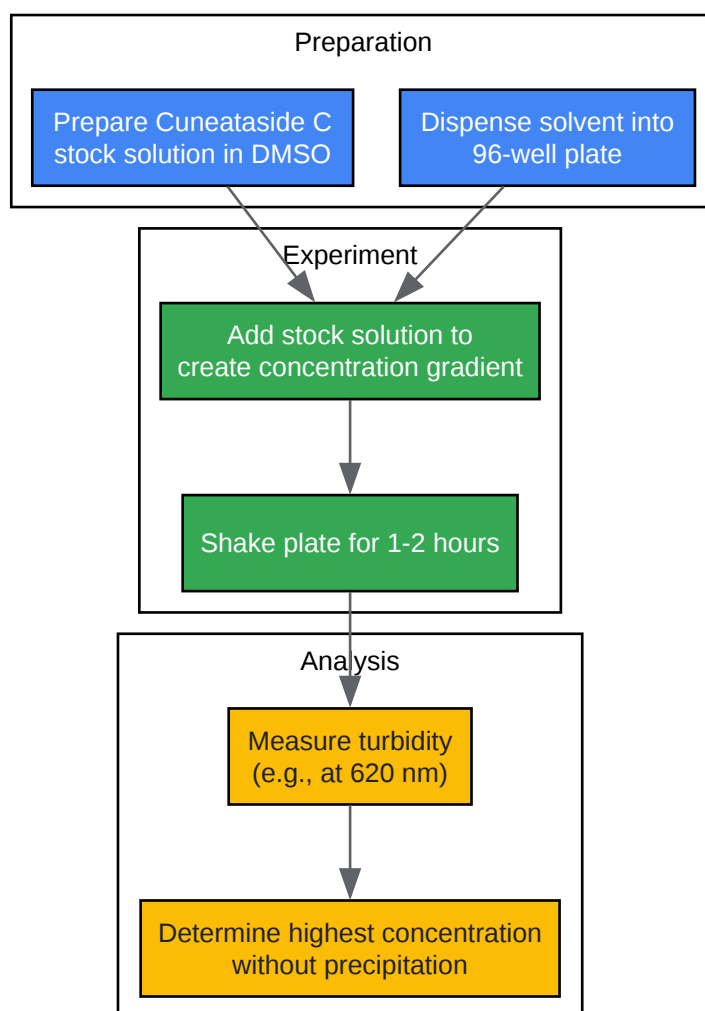 Preparation
Prepare Cuneataside C
stock solution in DMSO
Dispense solvent into
96-well plate
Experiment
Add stock solution to
create concentration gradient
Shake plate for 1-2 hours
Analysis
Measure turbidity
(e.g., at 620 nm)
Determine highest concentration
without precipitation